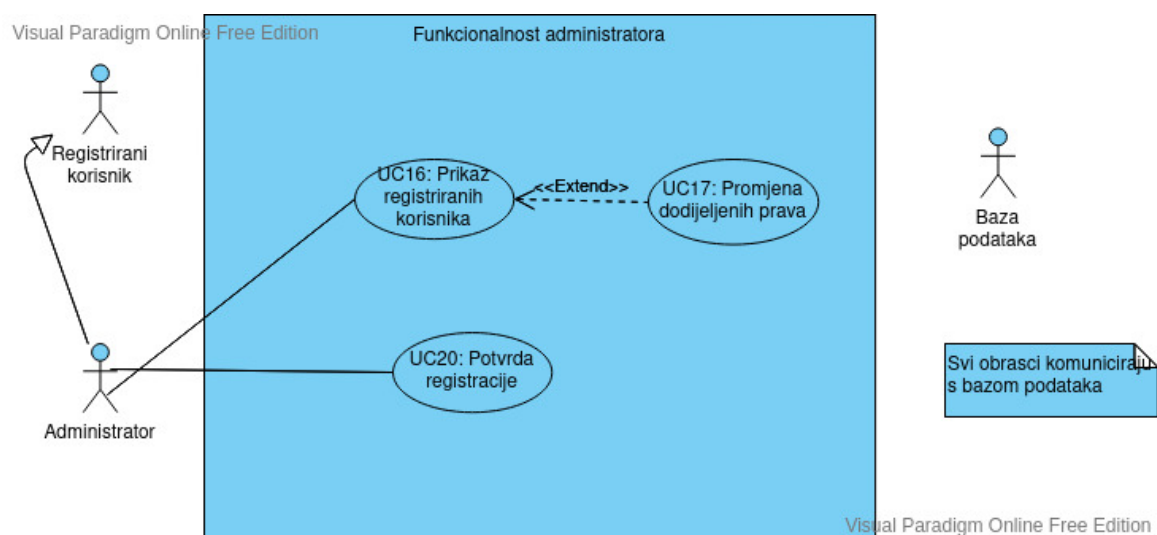 Visual Paradigm Online Free Edition
Funkcionalnost administratora
Registrirani
korisnik
UC16: Prikaz
registriranih
korisnika
<<Extend>>
UC17: Promjena
dodijeljenih prava
Baza
podataka
UC20: Potvrda
registracije
Svi obrasci komuniciraju
s bazom podataka
Administrator
Visual Paradigm Online Free Edition